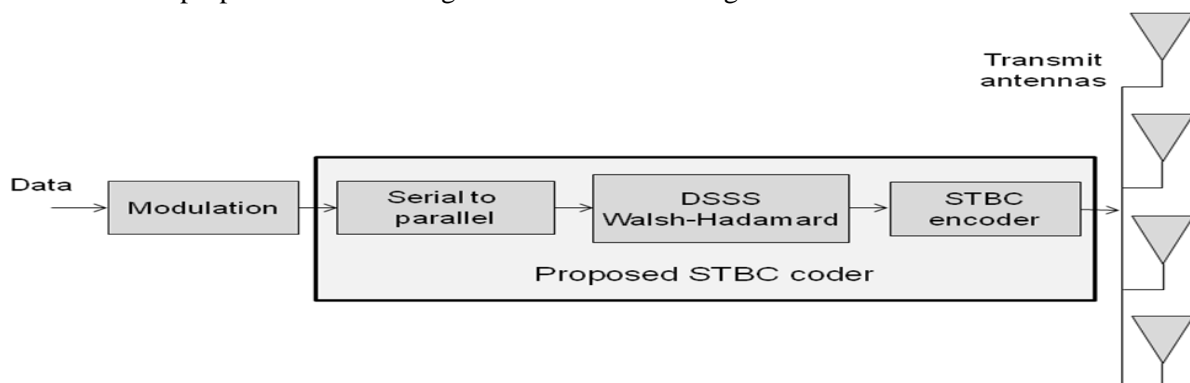 Transmit
antennas
Data
Modulation
Serial to
parallel
DSSS
Walsh-Hadamard
STBC
encoder
Proposed STBC coder